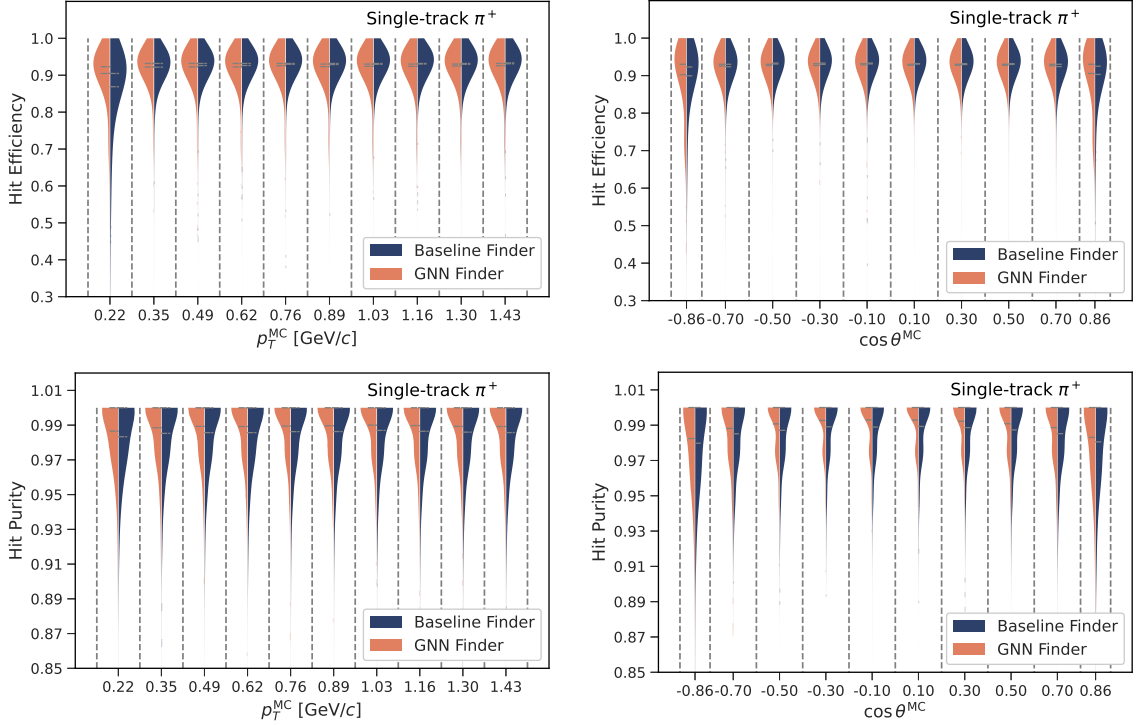 Single-track π⁺
Hit Efficiency
1.0
0.9
0.8
0.7
0.6
0.5
0.4
0.3
Baseline Finder
GNN Finder
0.22 0.35 0.49 0.62 0.76 0.89 1.03 1.16 1.30 1.43
p_T^MC [GeV/c]
Single-track π⁺
Hit Efficiency
1.0
0.9
0.8
0.7
0.6
0.5
0.4
0.3
Baseline Finder
GNN Finder
-0.86 -0.70 -0.50 -0.30 -0.10 0.10 0.30 0.50 0.70 0.86
cos θ^MC
Single-track π⁺
Hit Purity
1.01
0.99
0.97
0.95
0.93
0.91
0.89
0.87
0.85
Baseline Finder
GNN Finder
0.22 0.35 0.49 0.62 0.76 0.89 1.03 1.16 1.30 1.43
p_T^MC [GeV/c]
Single-track π⁺
Hit Purity
1.01
0.99
0.97
0.95
0.93
0.91
0.89
0.87
0.85
Baseline Finder
GNN Finder
-0.86 -0.70 -0.50 -0.30 -0.10 0.10 0.30 0.50 0.70 0.86
cos θ^MC